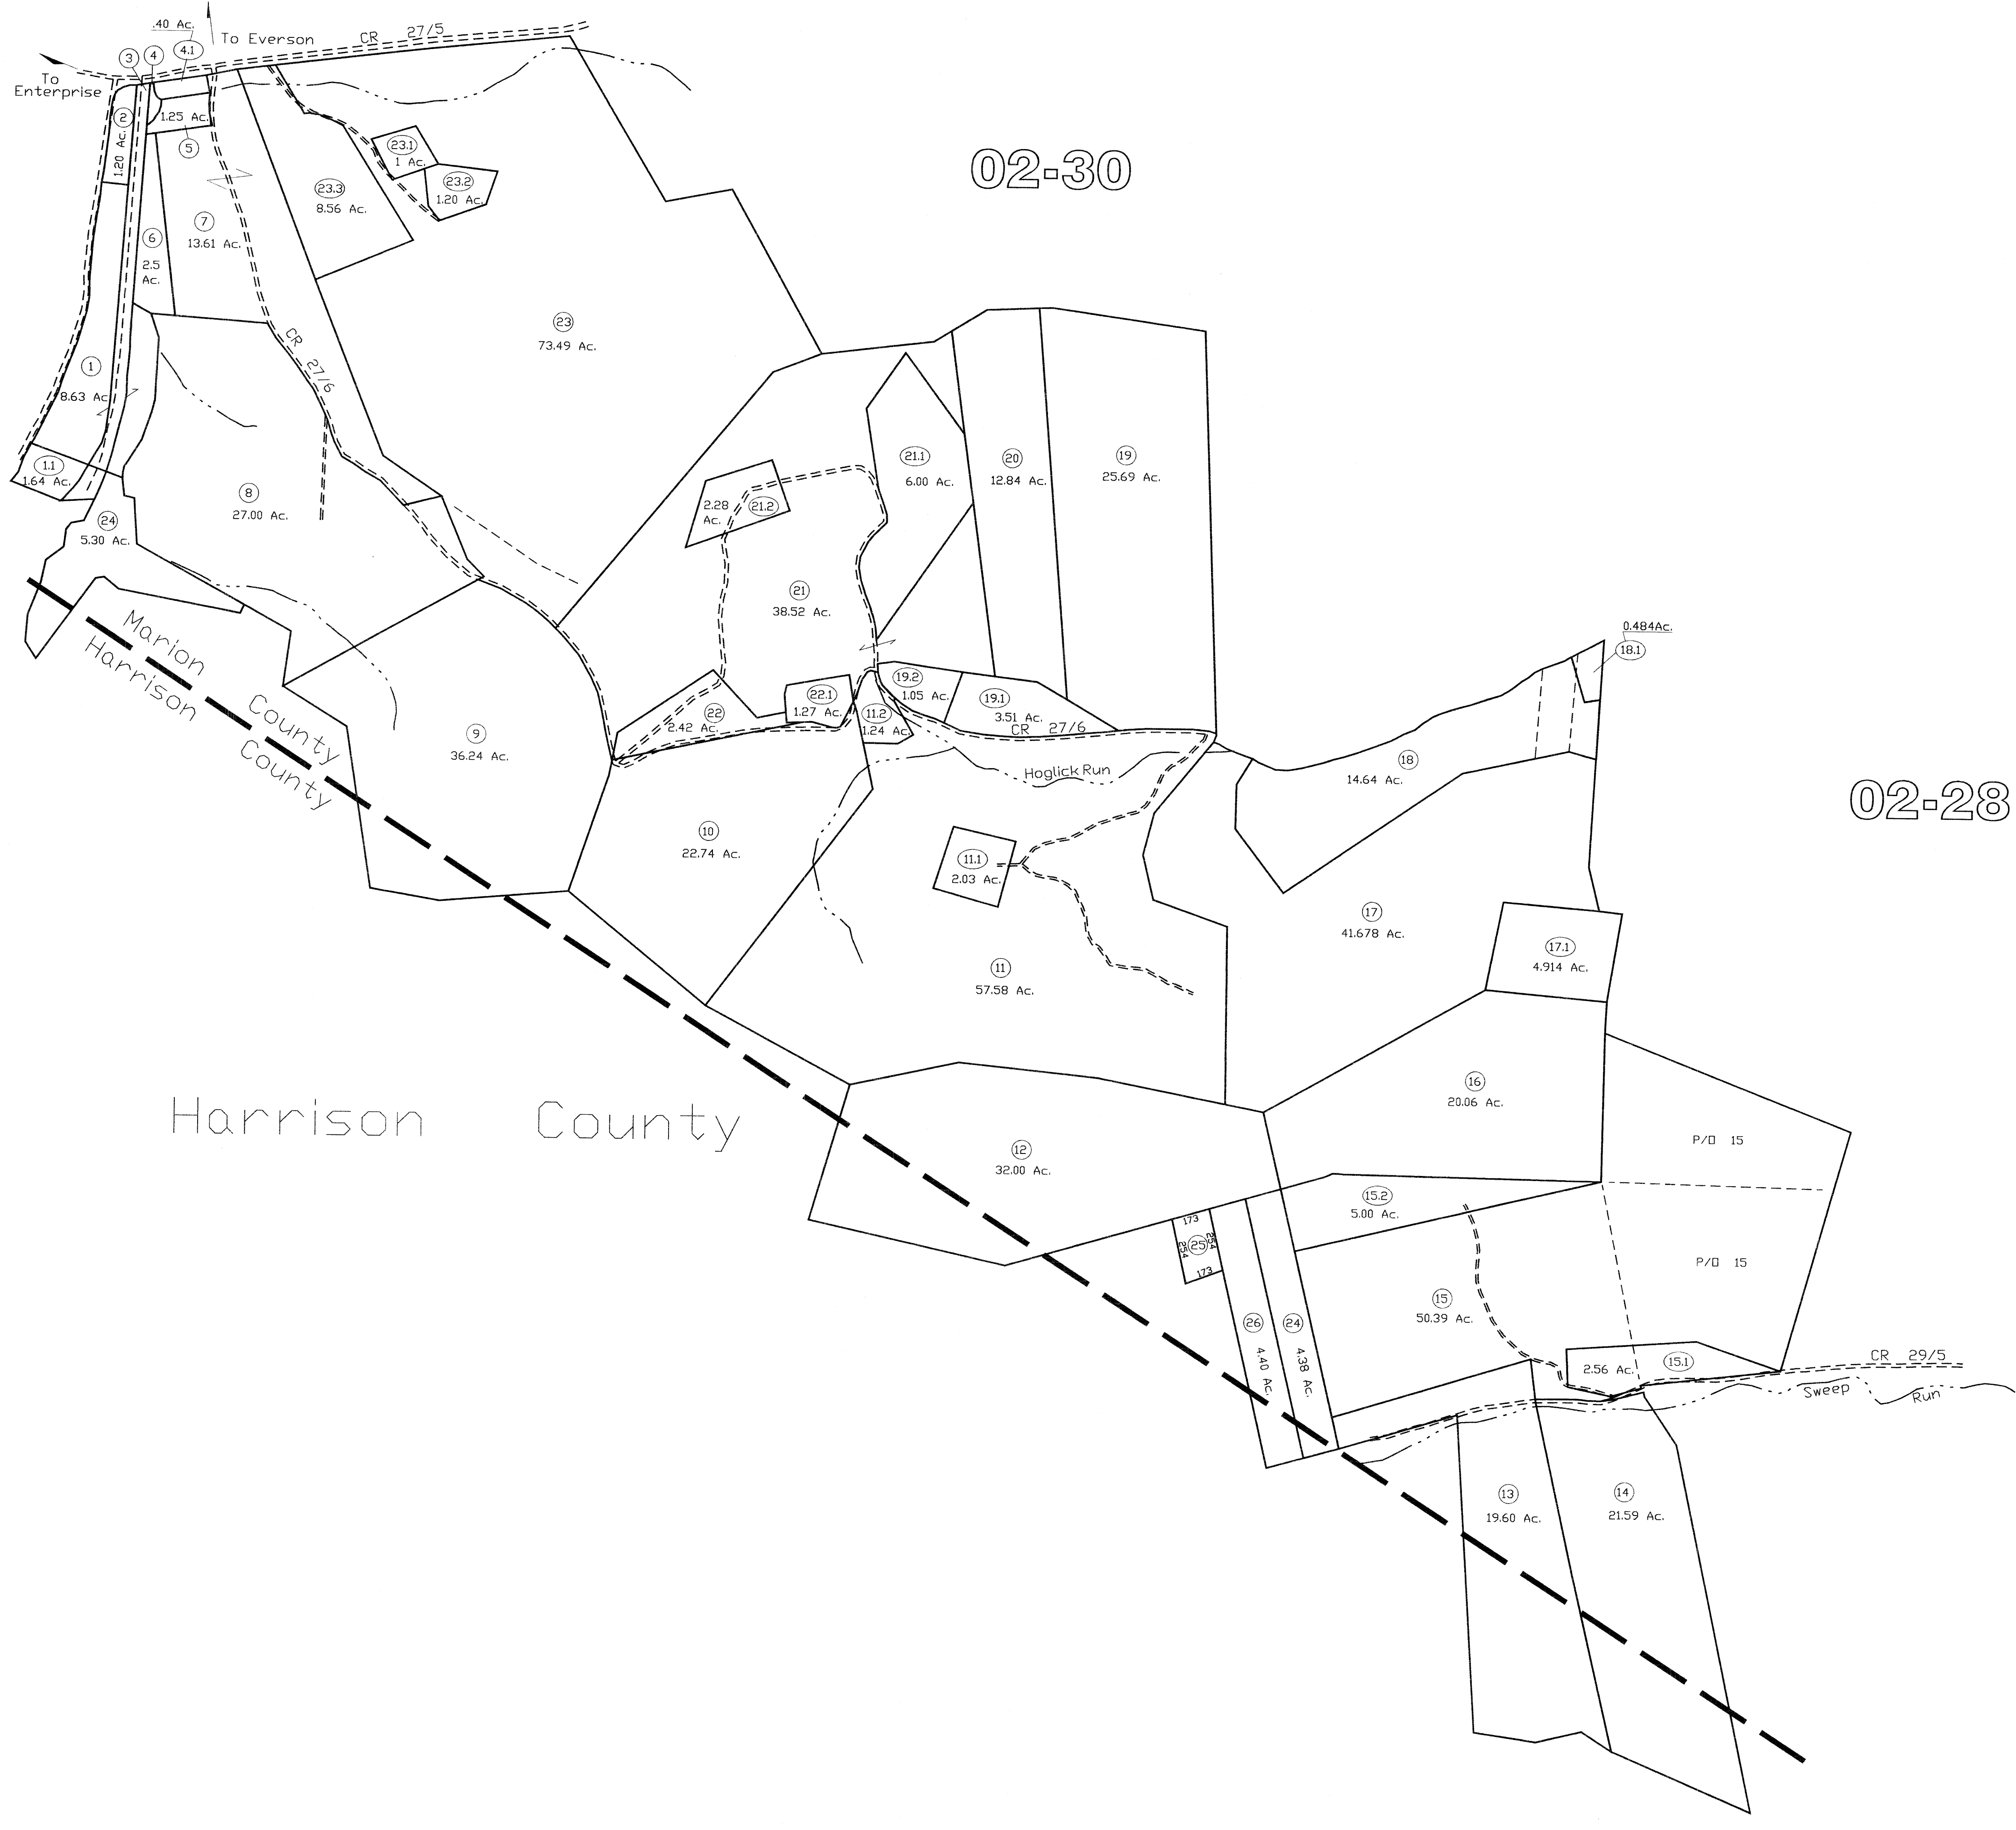 .40 Ac.
To Everson
CR 27/5
3
4
4.1
To
Enterprise
2
1.20 Ac.
1.25 Ac.
5
23.1
1 Ac.
23.2
1.20 Ac.
23.3
8.56 Ac.
02-30
7
13.61 Ac.
6
2.5
Ac.
23
73.49 Ac.
CR 27/6
1
8.63 Ac
1.1
1.64 Ac.
8
27.00 Ac.
24
5.30 Ac.
21.1
6.00 Ac.
20
12.84 Ac.
19
25.69 Ac.
2.28
Ac.
21.2
21
38.52 Ac.
Marion County
Harrison County
0.484Ac.
18.1
19.2
1.05 Ac.
19.1
3.51 Ac.
CR 27/6
22.1
1.27 Ac.
11.2
1.24 Ac.
22
2.42 Ac.
9
36.24 Ac.
Hoglick Run
18
14.64 Ac.
02-28
10
22.74 Ac.
11.1
2.03 Ac.
17
41.678 Ac.
17.1
4.914 Ac.
11
57.58 Ac.
16
20.06 Ac.
Harrison County
P/O 15
12
32.00 Ac.
15.2
5.00 Ac.
173
254
25
254
173
P/O 15
15
50.39 Ac.
26
4.40 Ac.
24
4.38 Ac.
2.56 Ac.
15.1
CR 29/5
Sweep Run
13
19.60 Ac.
14
21.59 Ac.